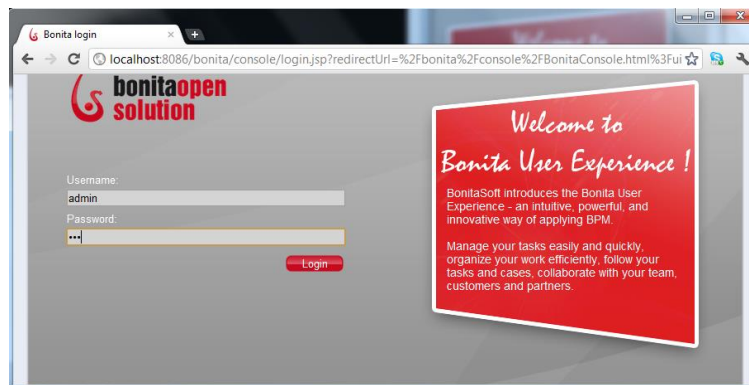 Bonita login
localhost:8086/bonita/console/login.jsp?redirectUrl=%2Fbonita%2Fconsole%2FBonitaConsole.html%3Fui
bonitaopen
solution
Username:
admin
Password:
•••
Login
Welcome to
Bonita User Experience !
BonitaSoft introduces the Bonita User
Experience - an intuitive, powerful, and
innovative way of applying BPM.
Manage your tasks easily and quickly,
organize your work efficiently, follow your
tasks and cases, collaborate with your team,
customers and partners.